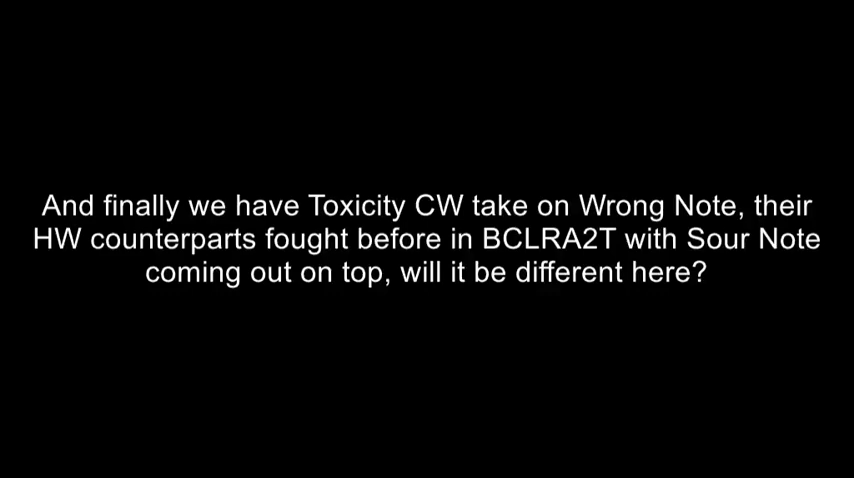 And finally we have Toxicity CW take on Wrong Note, their
HW counterparts fought before in BCLRA2T with Sour Note
coming out on top, will it be different here?